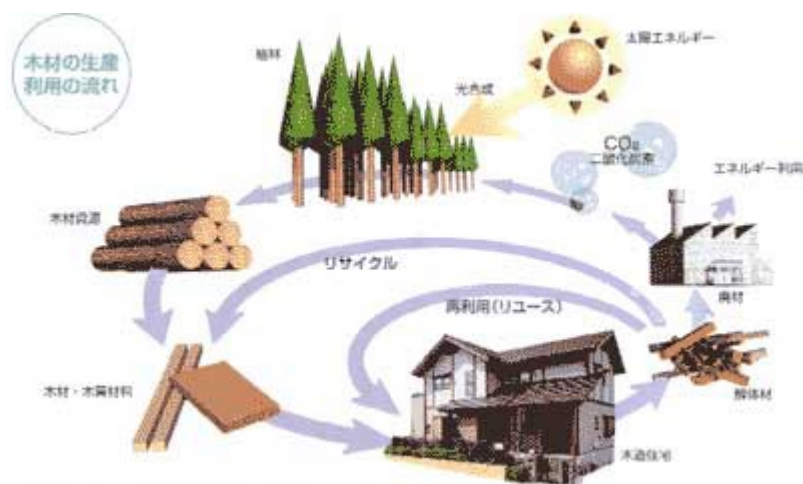 木材の生産
利用の流れ
植林
太陽エネルギー
光合成
CO₂
二酸化炭素
エネルギー利用
木材資源
リサイクル
廃材
再利用(リユース)
木材・木質材料
解体材
木造住宅